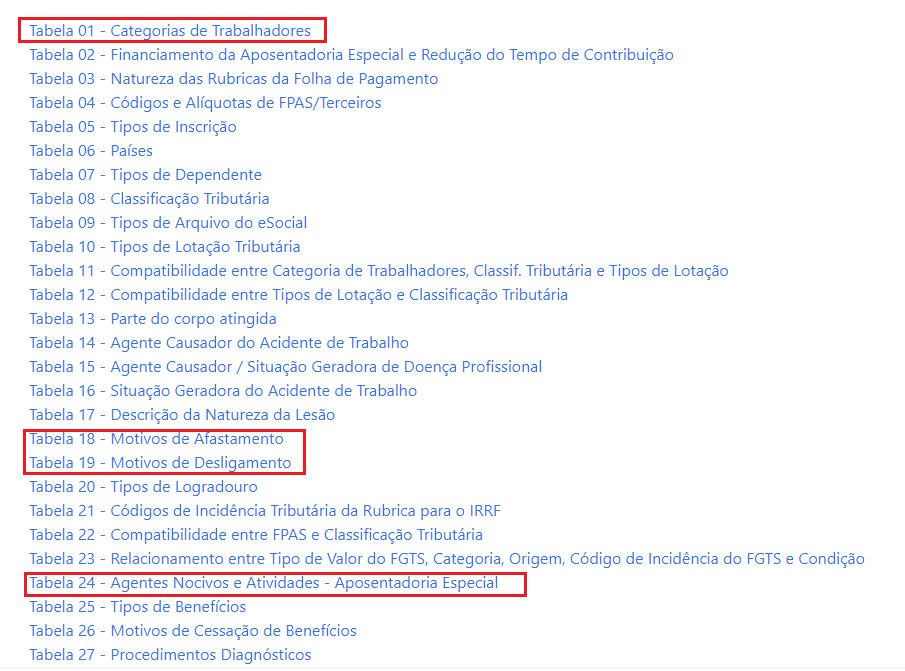 Tabela 01 - Categorias de Trabalhadores
Tabela 02 - Financiamento da Aposentadoria Especial e Redução do Tempo de Contribuição
Tabela 03 - Natureza das Rubricas da Folha de Pagamento
Tabela 04 - Códigos e Alíquotas de FPAS/Terceiros
Tabela 05 - Tipos de Inscrição
Tabela 06 - Países
Tabela 07 - Tipos de Dependente
Tabela 08 - Classificação Tributária
Tabela 09 - Tipos de Arquivo do eSocial
Tabela 10 - Tipos de Lotação Tributária
Tabela 11 - Compatibilidade entre Categoria de Trabalhadores, Classif. Tributária e Tipos de Lotação
Tabela 12 - Compatibilidade entre Tipos de Lotação e Classificação Tributária
Tabela 13 - Parte do corpo atingida
Tabela 14 - Agente Causador do Acidente de Trabalho
Tabela 15 - Agente Causador / Situação Geradora de Doença Profissional
Tabela 16 - Situação Geradora do Acidente de Trabalho
Tabela 17 - Descrição da Natureza da Lesão
Tabela 18 - Motivos de Afastamento
Tabela 19 - Motivos de Desligamento
Tabela 20 - Tipos de Logradouro
Tabela 21 - Códigos de Incidência Tributária da Rubrica para o IRRF
Tabela 22 - Compatibilidade entre FPAS e Classificação Tributária
Tabela 23 - Relacionamento entre Tipo de Valor do FGTS, Categoria, Origem, Código de Incidência do FGTS e Condição
Tabela 24 - Agentes Nocivos e Atividades - Aposentadoria Especial
Tabela 25 - Tipos de Benefícios
Tabela 26 - Motivos de Cessação de Benefícios
Tabela 27 - Procedimentos Diagnósticos